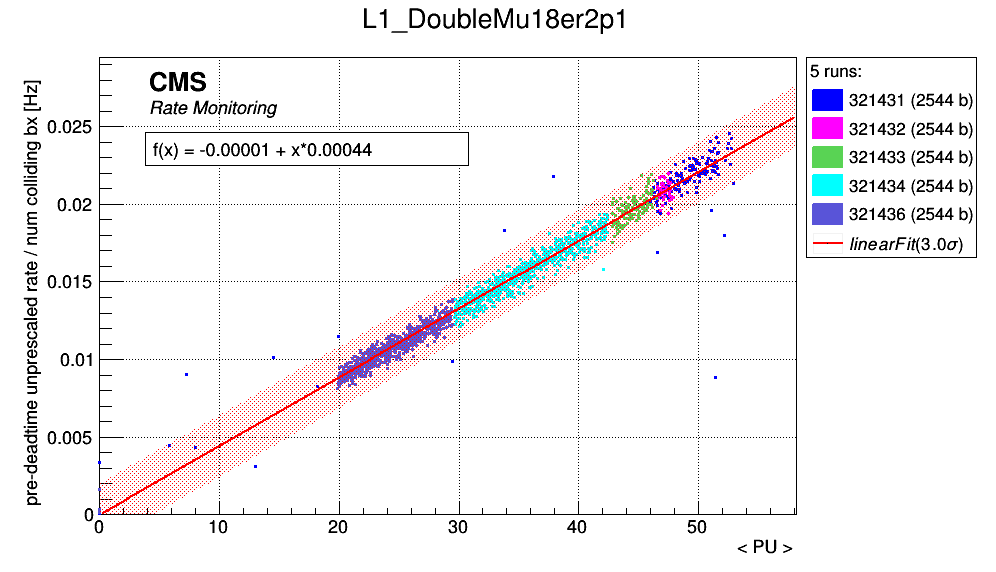 L1_DoubleMu18er2p1
CMS
Rate Monitoring
f(x) = -0.00001 + x*0.00044
pre-deadtime unprescaled rate / num colliding bx [Hz]
0.025
0.02
0.015
0.01
0.005
0
0 10 20 30 40 50
< PU >
5 runs:
321431 (2544 b)
321432 (2544 b)
321433 (2544 b)
321434 (2544 b)
321436 (2544 b)
linearFit(3.0σ)